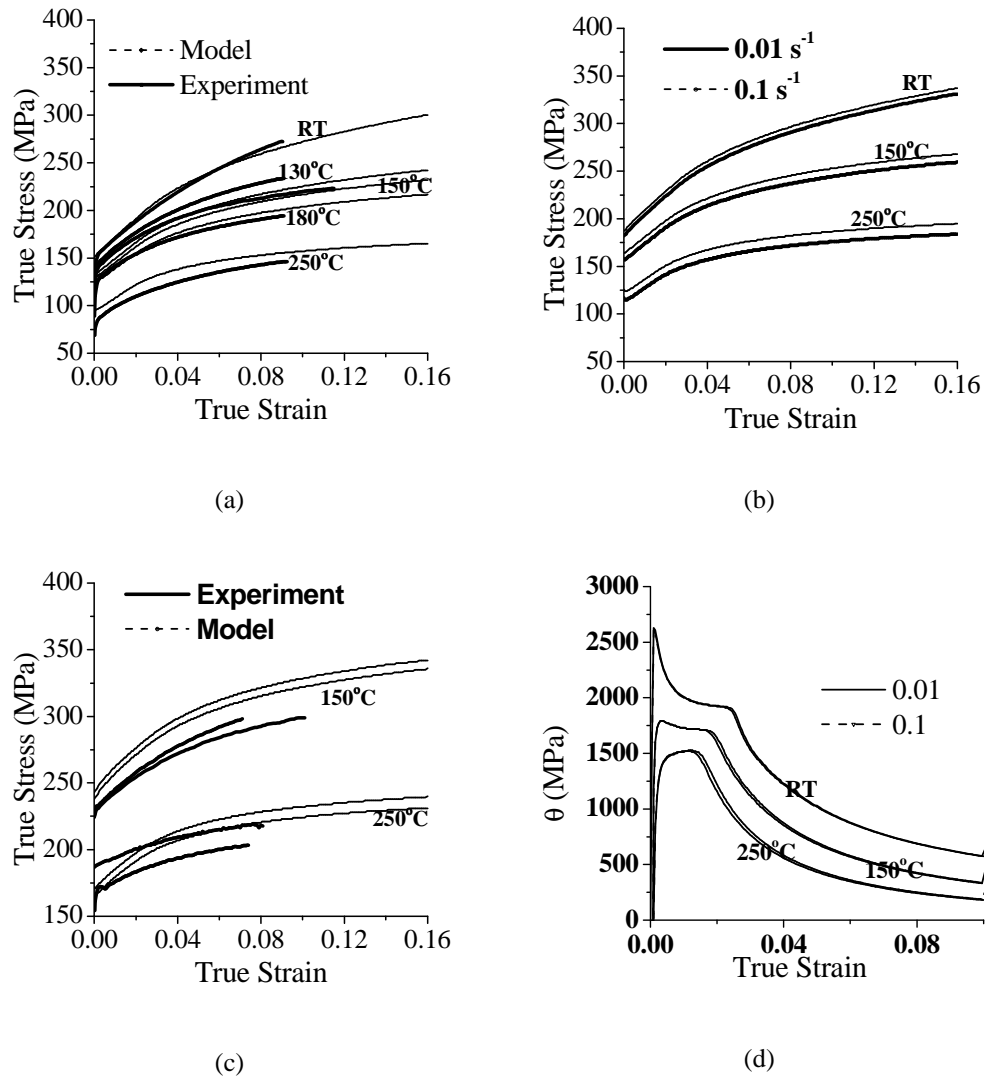 400
350
300
250
200
150
100
50
0.00 0.04 0.08 0.12 0.16
True Stress (MPa)
True Strain
Model
Experiment
RT
130°C
150°C
180°C
250°C
(a)
400
350
300
250
200
150
100
50
0.00 0.04 0.08 0.12 0.16
True Stress (MPa)
True Strain
0.01 s⁻¹
0.1 s⁻¹
RT
150°C
250°C
(b)
400
350
300
250
200
150
0.00 0.04 0.08 0.12 0.16
True Stress (MPa)
True Strain
Experiment
Model
150°C
250°C
(c)
3000
2500
2000
1500
1000
500
0
0.00 0.04 0.08
θ (MPa)
True Strain
0.01
0.1
RT
150°C
250°C
(d)